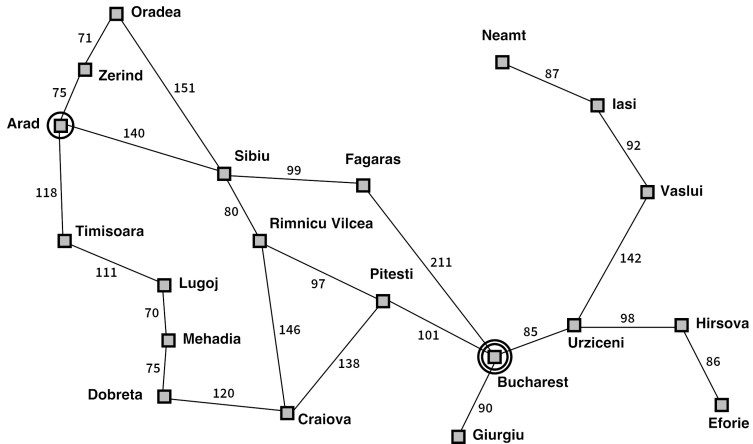 Oradea
71
Neamt
Zerind
87
151
75
Iasi
Arad
140
92
Sibiu
Fagaras
99
118
80
Vaslui
Rimnicu Vilcea
Timisoara
211
142
111
Pitesti
Lugoj
97
70
98
Hirsova
146
101
85
Mehadia
Urziceni
138
86
75
Bucharest
Dobreta
120
90
Craiova
Eforie
Giurgiu